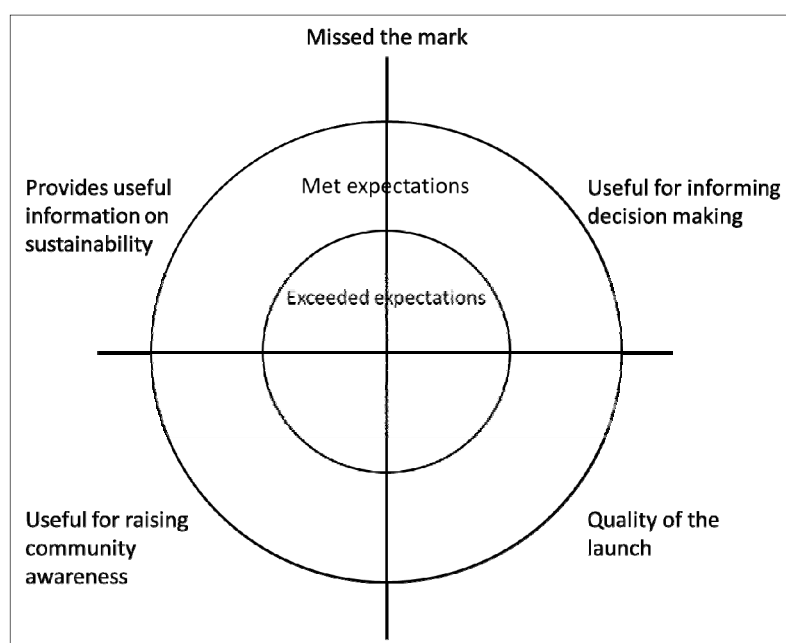 Missed the mark
Provides useful
information on
sustainability
Met expectations
Useful for informing
decision making
Exceeded expectations
Useful for raising
community
awareness
Quality of the
launch